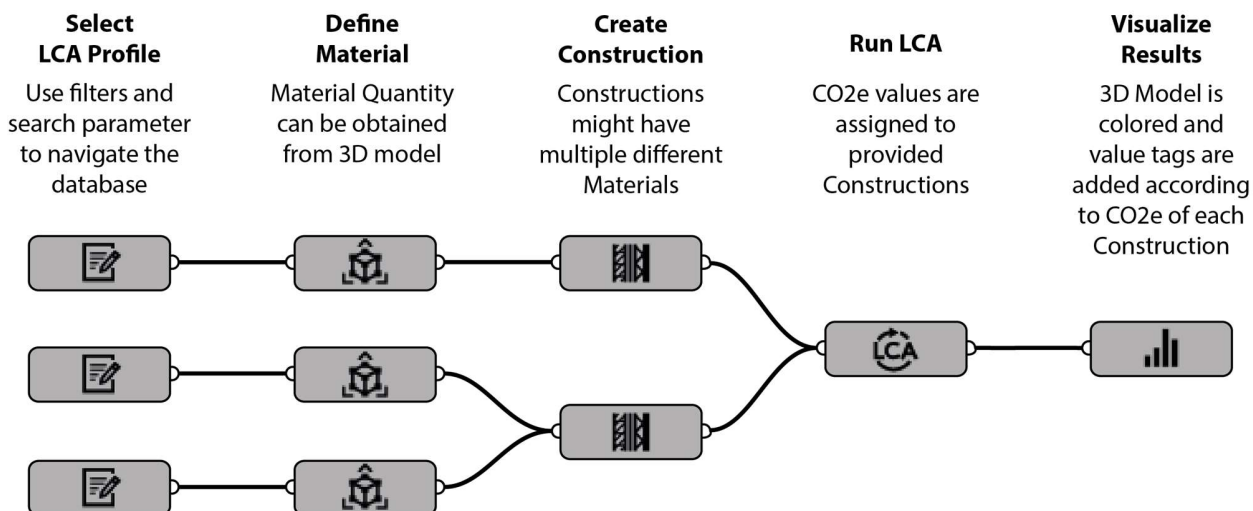 Select
LCA Profile
Use filters and
search parameter
to navigate the
database
Define
Material
Material Quantity
can be obtained
from 3D model
Create
Construction
Constructions
might have
multiple different
Materials
Run LCA
CO2e values are
assigned to
provided
Constructions
Visualize
Results
3D Model is
colored and
value tags are
added according
to CO2e of each
Construction
LCA